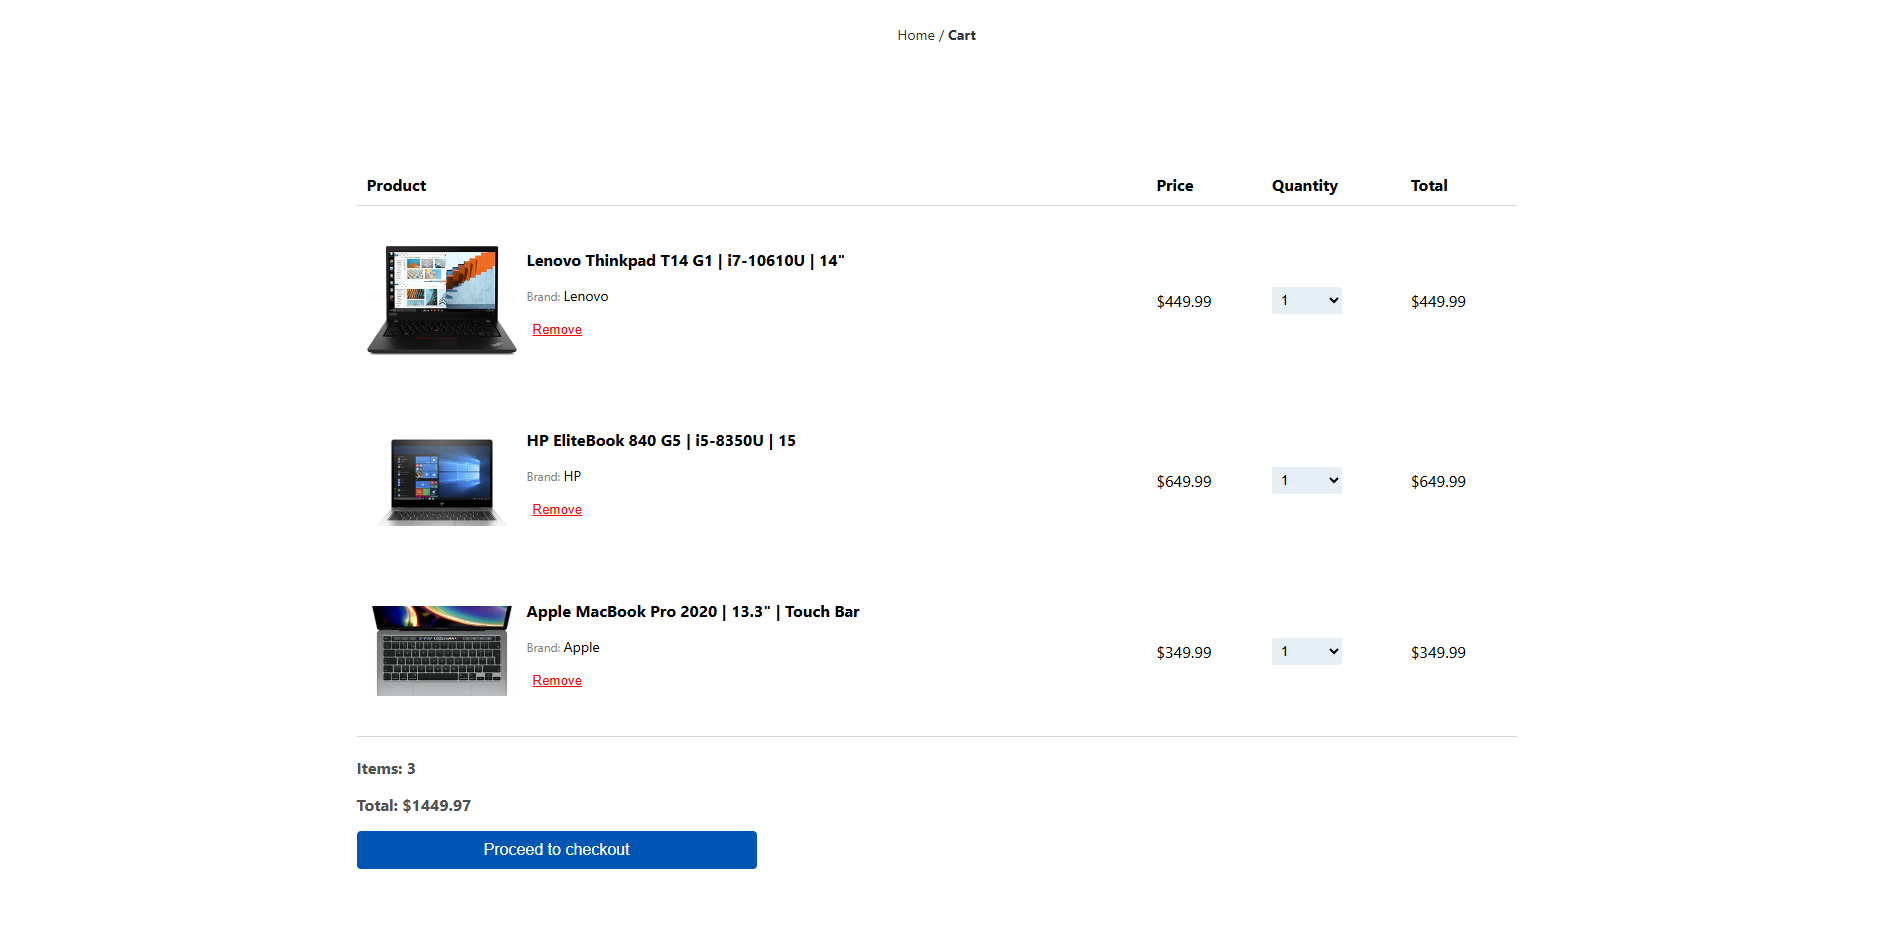 Home / Cart
Product Price Quantity Total
Lenovo Thinkpad T14 G1 | i7-10610U | 14"
Brand: Lenovo
$449.99 1 $449.99
Remove
HP EliteBook 840 G5 | i5-8350U | 15
Brand: HP
$649.99 1 $649.99
Remove
Apple MacBook Pro 2020 | 13.3" | Touch Bar
Brand: Apple
$349.99 1 $349.99
Remove
Items: 3
Total: $1449.97
Proceed to checkout